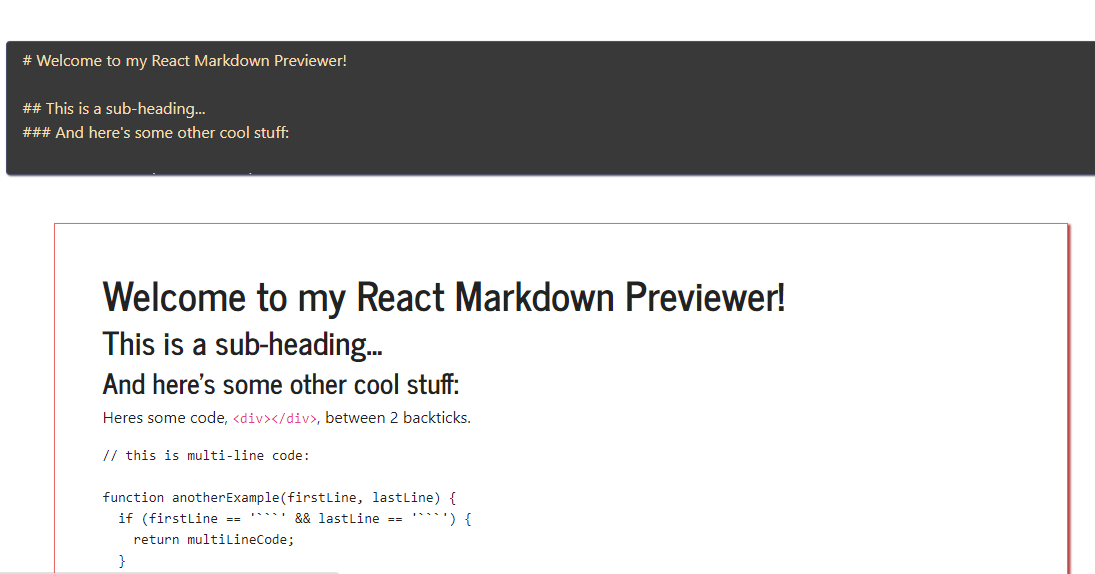 # Welcome to my React Markdown Previewer!
## This is a sub-heading...
### And here's some other cool stuff:
Welcome to my React Markdown Previewer!
This is a sub-heading...
And here's some other cool stuff:
Heres some code, <div></div>, between 2 backticks.
// this is multi-line code:
function anotherExample(firstLine, lastLine) {
  if (firstLine == '```' && lastLine == '```') {
    return multiLineCode;
  }